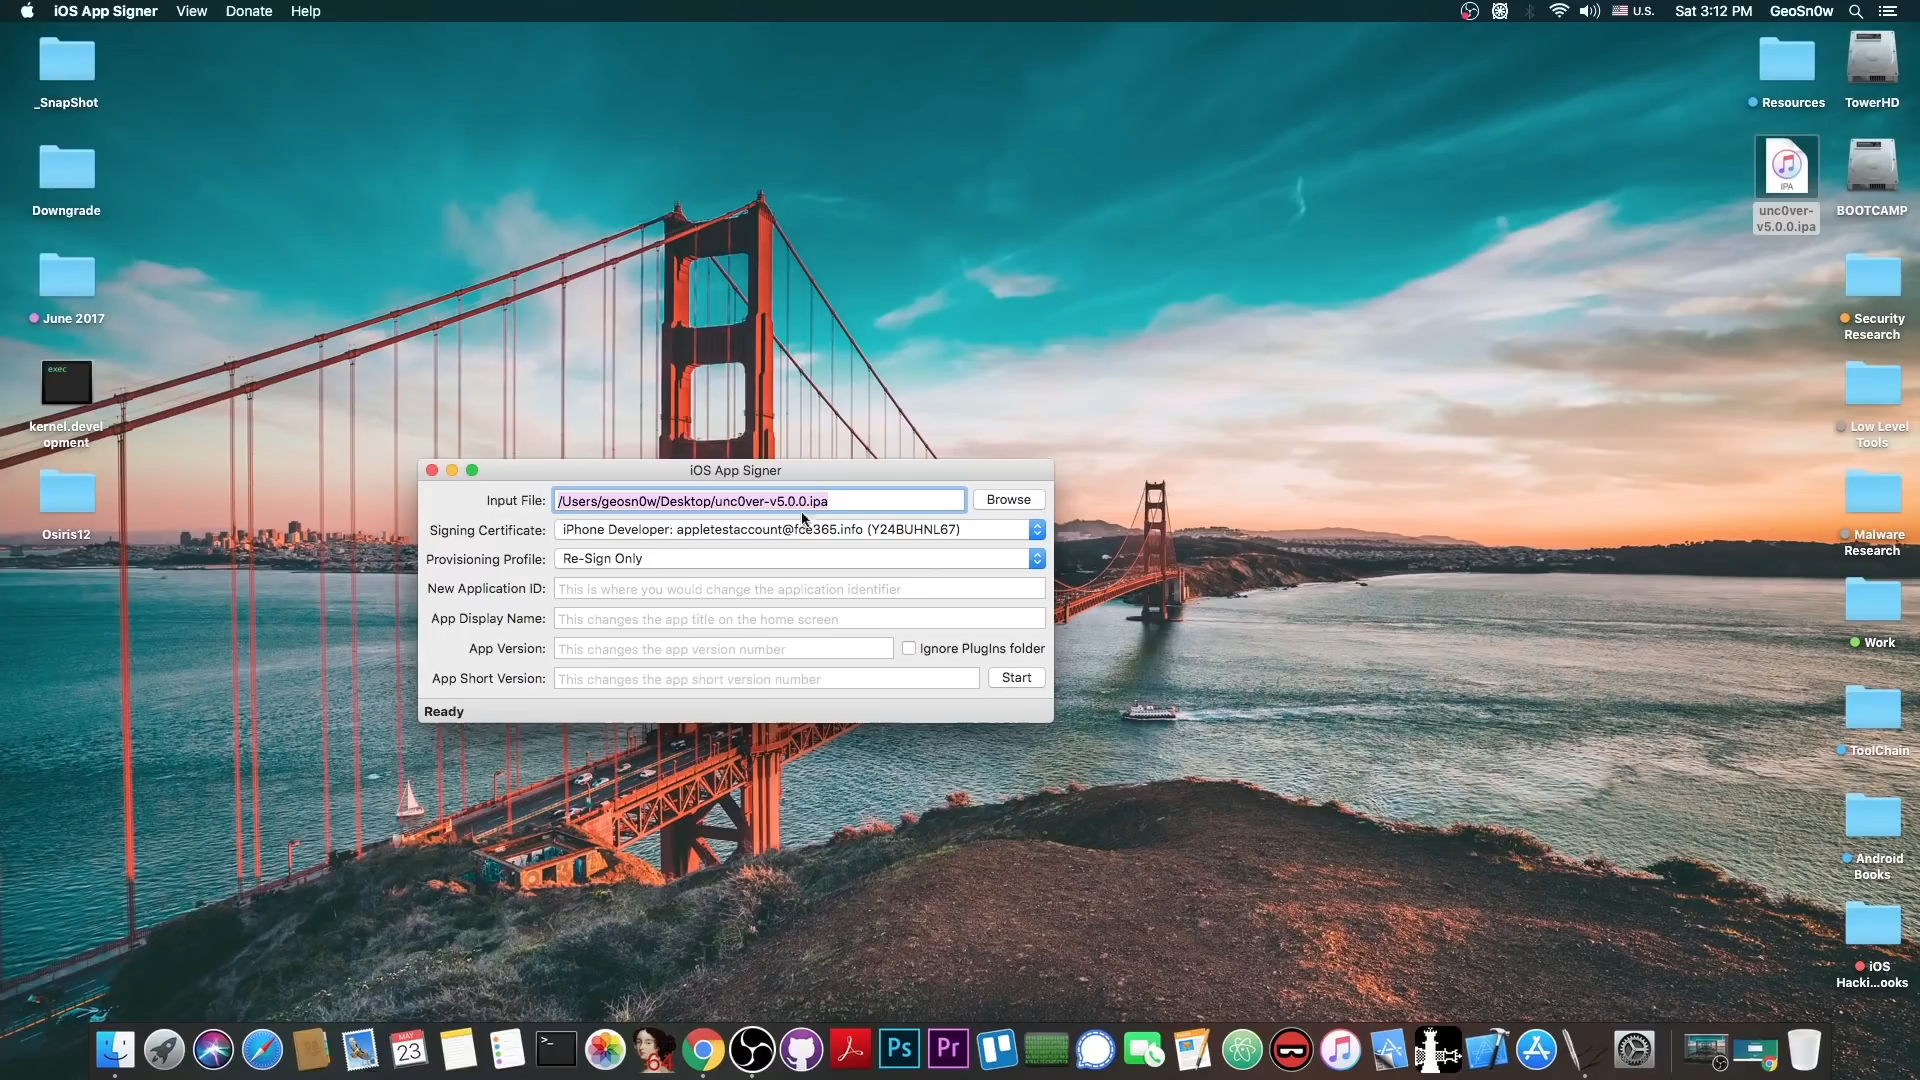 iOS App Signer View Donate Help
U.S. Sat 3:12 PM GeoSn0w
_SnapShot
Downgrade
June 2017
exec
kernel.devel
opment
Osiris12
Resources
TowerHD
IPA
unc0ver-
v5.0.0.ipa
BOOTCAMP
Security
Research
Low Level
Tools
Malware
Research
Work
ToolChain
Android
Books
iOS
Hacki...ooks
iOS App Signer
Input File: /Users/geosn0w/Desktop/unc0ver-v5.0.0.ipa Browse
Signing Certificate: iPhone Developer: appletestaccount@fce365.info (Y24BUHNL67)
Provisioning Profile: Re-Sign Only
New Application ID: This is where you would change the application identifier
App Display Name: This changes the app title on the home screen
App Version: This changes the app version number Ignore PlugIns folder
App Short Version: This changes the app short version number Start
Ready
MAY
23
>_
64
Ps
Pr